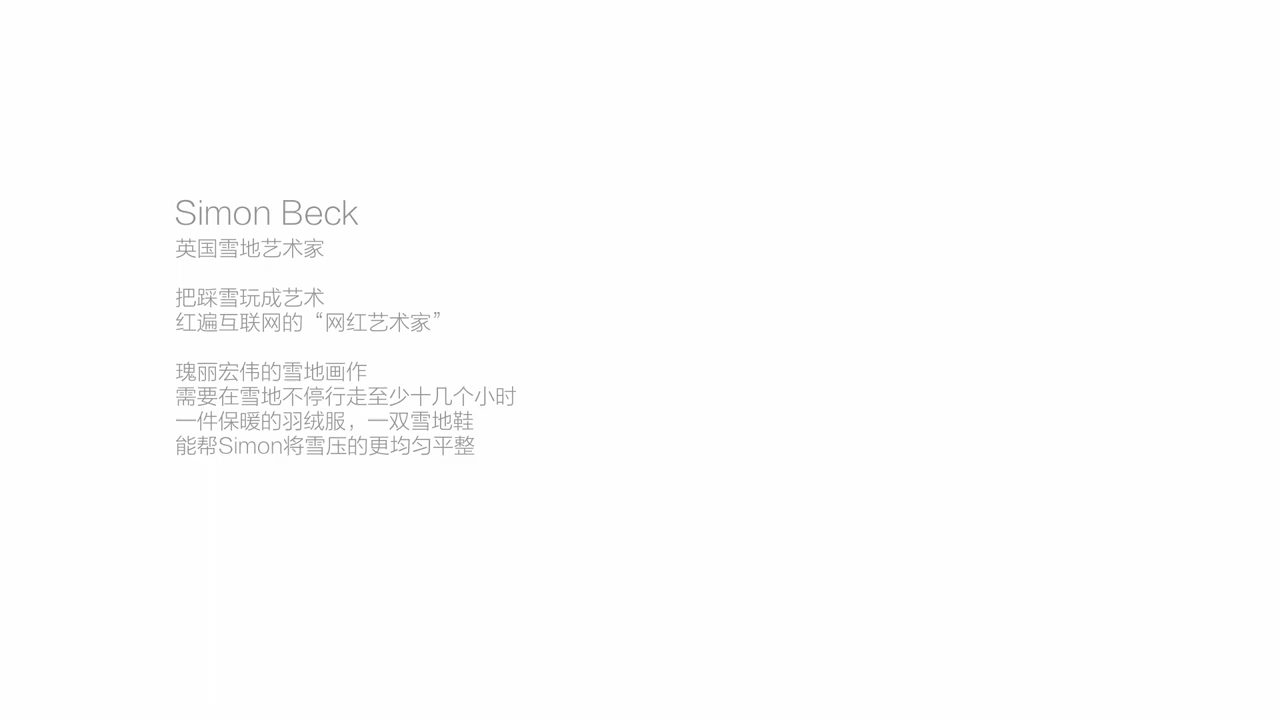 Simon Beck
英国雪地艺术家
把踩雪玩成艺术
红遍互联网的“网红艺术家”
瑰丽宏伟的雪地画作
需要在雪地不停行走至少十几个小时
一件保暖的羽绒服，一双雪地鞋
能帮Simon将雪压的更均匀平整